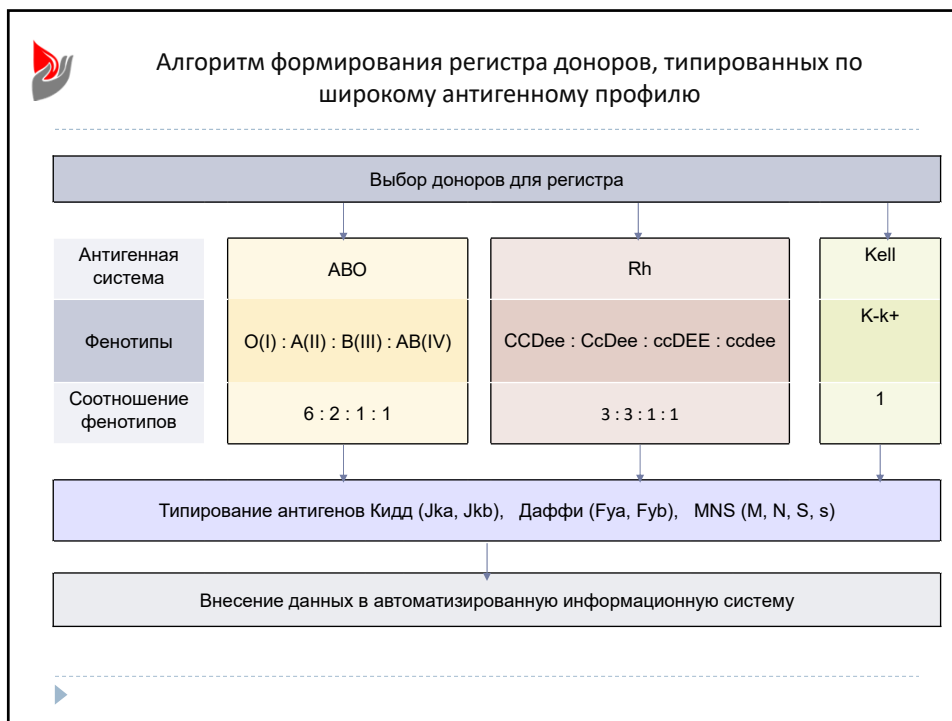 Алгоритм формирования регистра доноров, типированных по
широкому антигенному профилю
Выбор доноров для регистра
Антигенная
система
АВО
Rh
Kell
Фенотипы
O(I) : A(II) : B(III) : AB(IV)
CCDee : CcDee : ccDEE : ccdee
K-k+
Соотношение
фенотипов
6 : 2 : 1 : 1
3 : 3 : 1 : 1
1
Типирование антигенов Кидд (Jka, Jkb), Даффи (Fya, Fyb), MNS (M, N, S, s)
Внесение данных в автоматизированную информационную систему